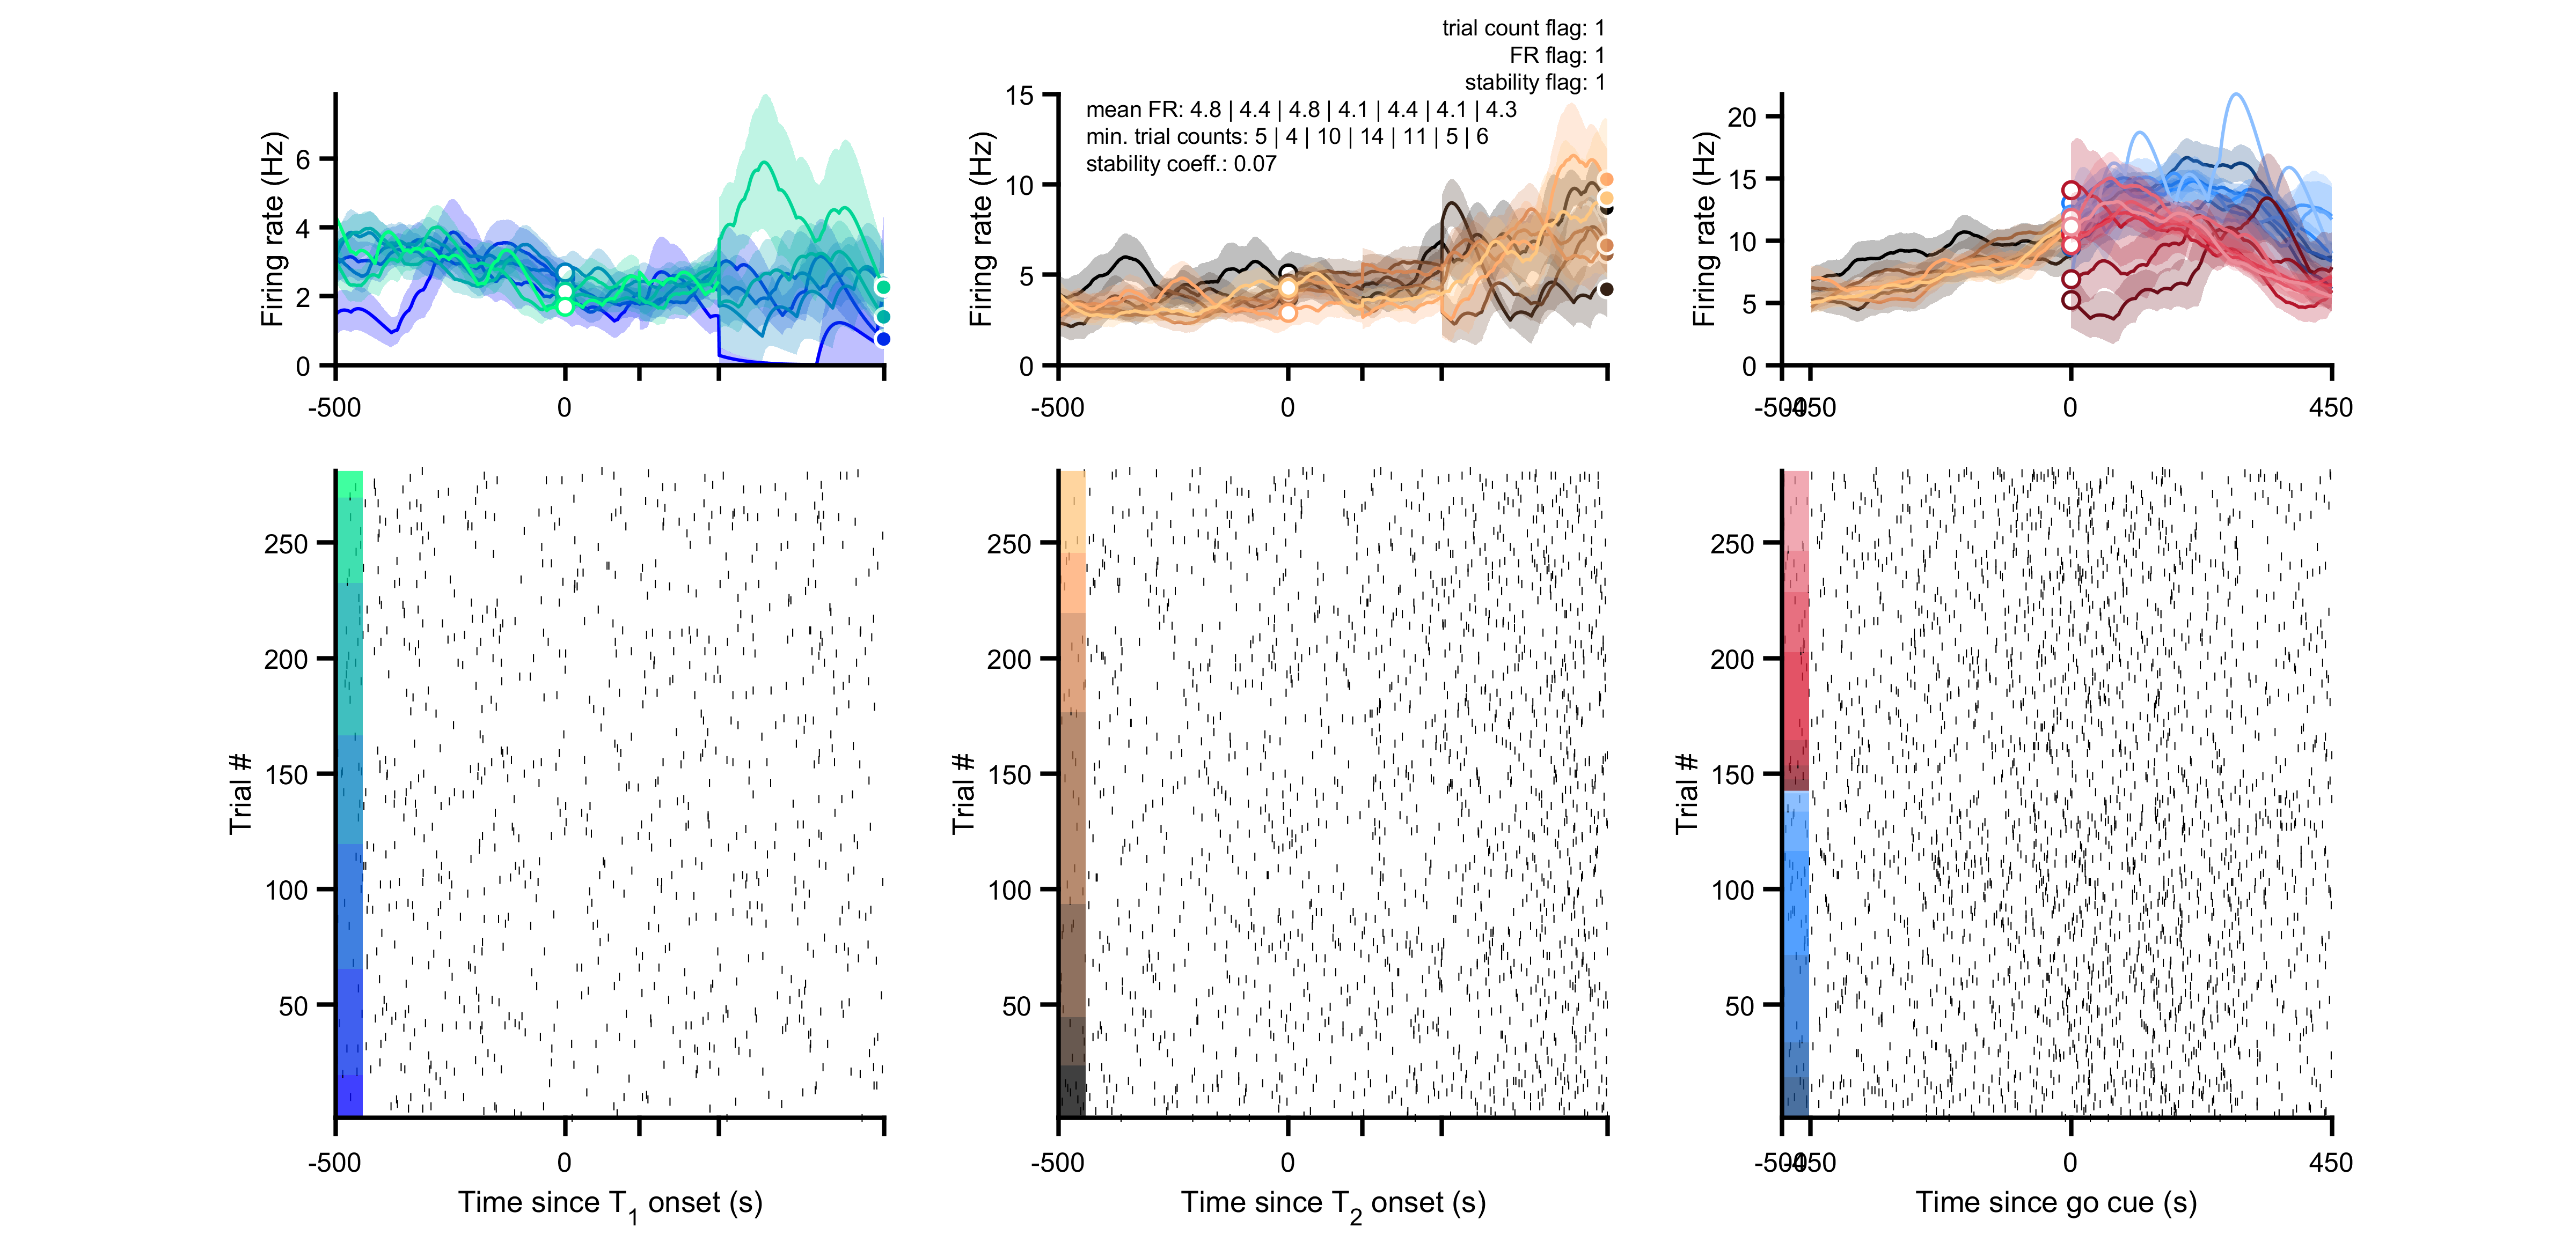 trial count flag: 1
FR flag: 1
stability flag: 1
mean FR: 4.8 | 4.4 | 4.8 | 4.1 | 4.4 | 4.1 | 4.3
min. trial counts: 5 | 4 | 10 | 14 | 11 | 5 | 6
stability coeff.: 0.07
Firing rate (Hz)
6
4
2
0
-500
0
Firing rate (Hz)
15
10
5
0
-500
0
Firing rate (Hz)
20
15
10
5
0
-500
-450
0
450
Trial #
250
200
150
100
50
-500
0
Time since T1 onset (s)
Trial #
250
200
150
100
50
-500
0
Time since T2 onset (s)
Trial #
250
200
150
100
50
-500
-450
0
450
Time since go cue (s)